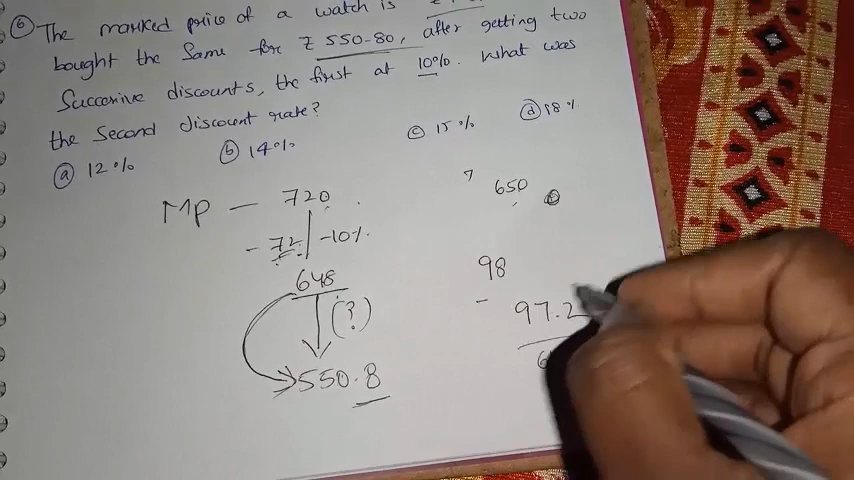 ⑥ The marked price of a watch is ₹
bought the same for ₹ 550.80, after getting two
Successive discounts, the first at 10%. What was
the Second discount rate?
ⓐ 12% ⓑ 14% ⓒ 15% ⓓ 18%
MP — 720
7
650
- 72 -10%
648
98
(?)
-
97.2
6
550.8